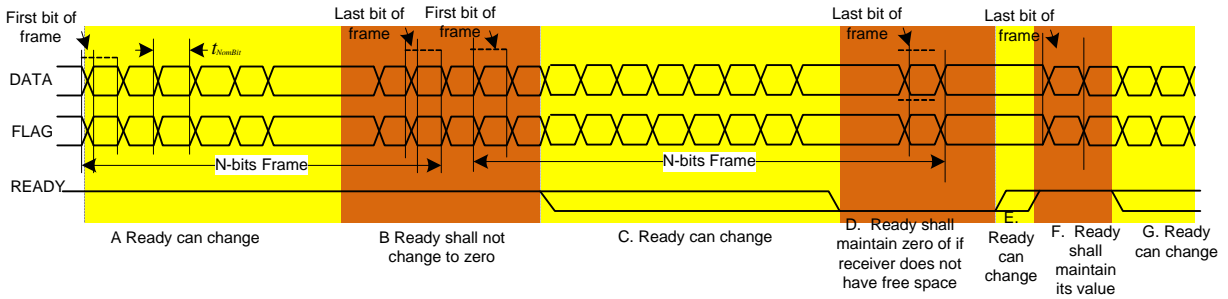 First bit of
frame
t NomBit
Last bit of
frame
First bit of
frame
Last bit of
frame
Last bit of
frame
DATA
FLAG
N-bits Frame
N-bits Frame
READY
A Ready can change
B Ready shall not
change to zero
C. Ready can change
D. Ready shall
maintain zero of if
receiver does not
have free space
E.
Ready
can
change
F. Ready
shall
maintain
its value
G. Ready
can change